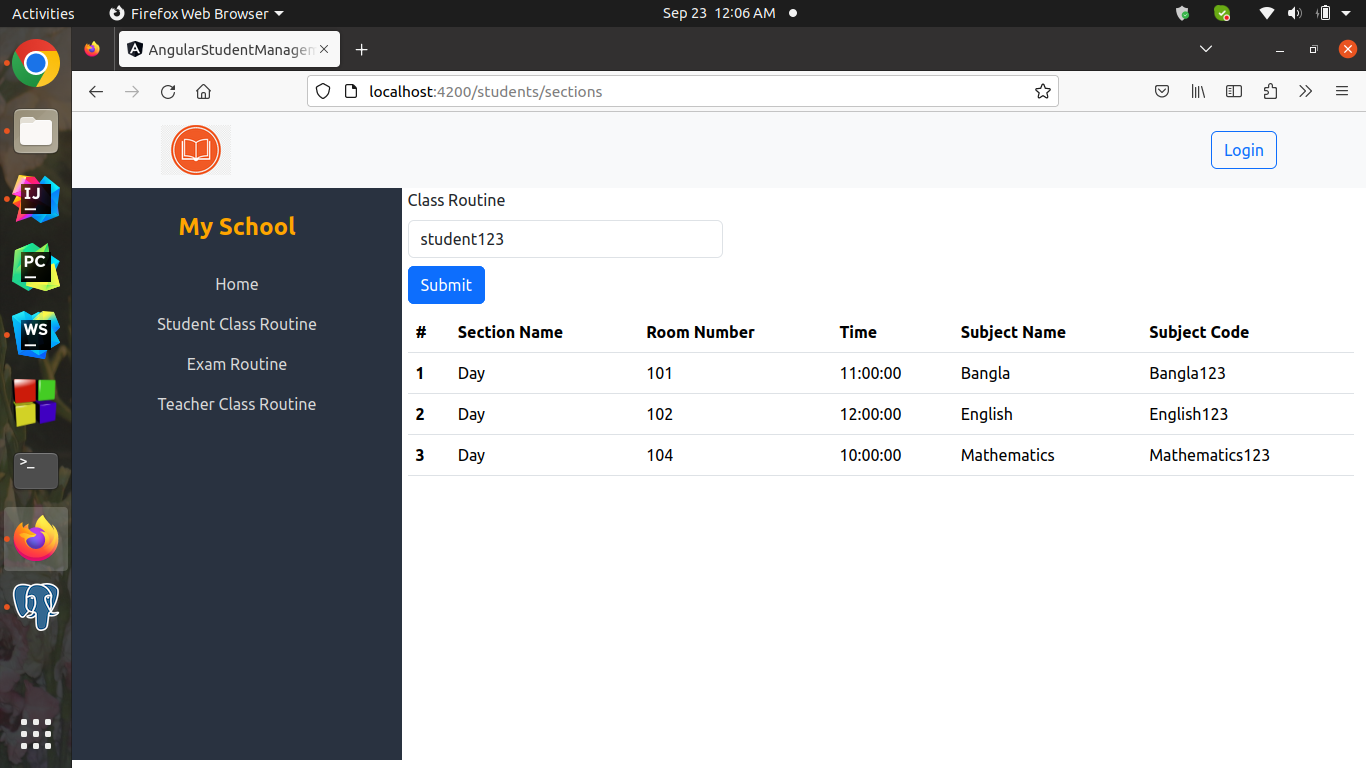 Activities Firefox Web Browser Sep 23 12:06 AM
AngularStudentManagem
localhost:4200/students/sections
Login
My School
Home
Student Class Routine
Exam Routine
Teacher Class Routine
Class Routine
student123
Submit
# Section Name Room Number Time Subject Name Subject Code
1 Day 101 11:00:00 Bangla Bangla123
2 Day 102 12:00:00 English English123
3 Day 104 10:00:00 Mathematics Mathematics123
IJ
PC
WS
>_